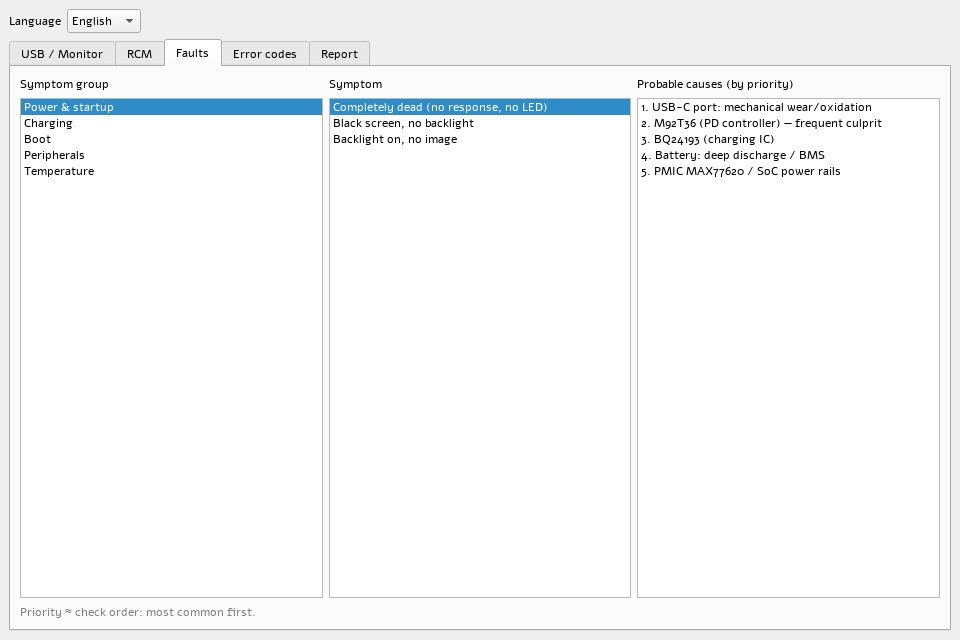 Language English
USB / Monitor RCM Faults Error codes Report
Symptom group
Power & startup
Charging
Boot
Peripherals
Temperature
Symptom
Completely dead (no response, no LED)
Black screen, no backlight
Backlight on, no image
Probable causes (by priority)
1. USB-C port: mechanical wear/oxidation
2. M92T36 (PD controller) — frequent culprit
3. BQ24193 (charging IC)
4. Battery: deep discharge / BMS
5. PMIC MAX77620 / SoC power rails
Priority ≈ check order: most common first.